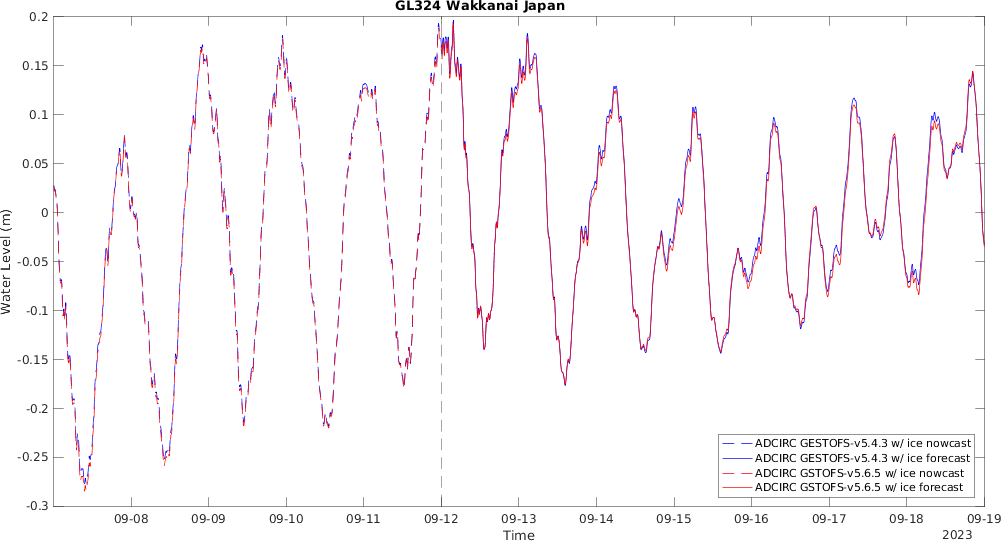 GL324 Wakkanai Japan
0.2
0.15
0.1
0.05
0
-0.05
-0.1
-0.15
-0.2
-0.25
-0.3
Water Level (m)
ADCIRC GESTOFS-v5.4.3 w/ ice nowcast
ADCIRC GESTOFS-v5.4.3 w/ ice forecast
ADCIRC GSTOFS-v5.6.5 w/ ice nowcast
ADCIRC GSTOFS-v5.6.5 w/ ice forecast
09-08 09-09 09-10 09-11 09-12 09-13 09-14 09-15 09-16 09-17 09-18 09-19
Time
2023